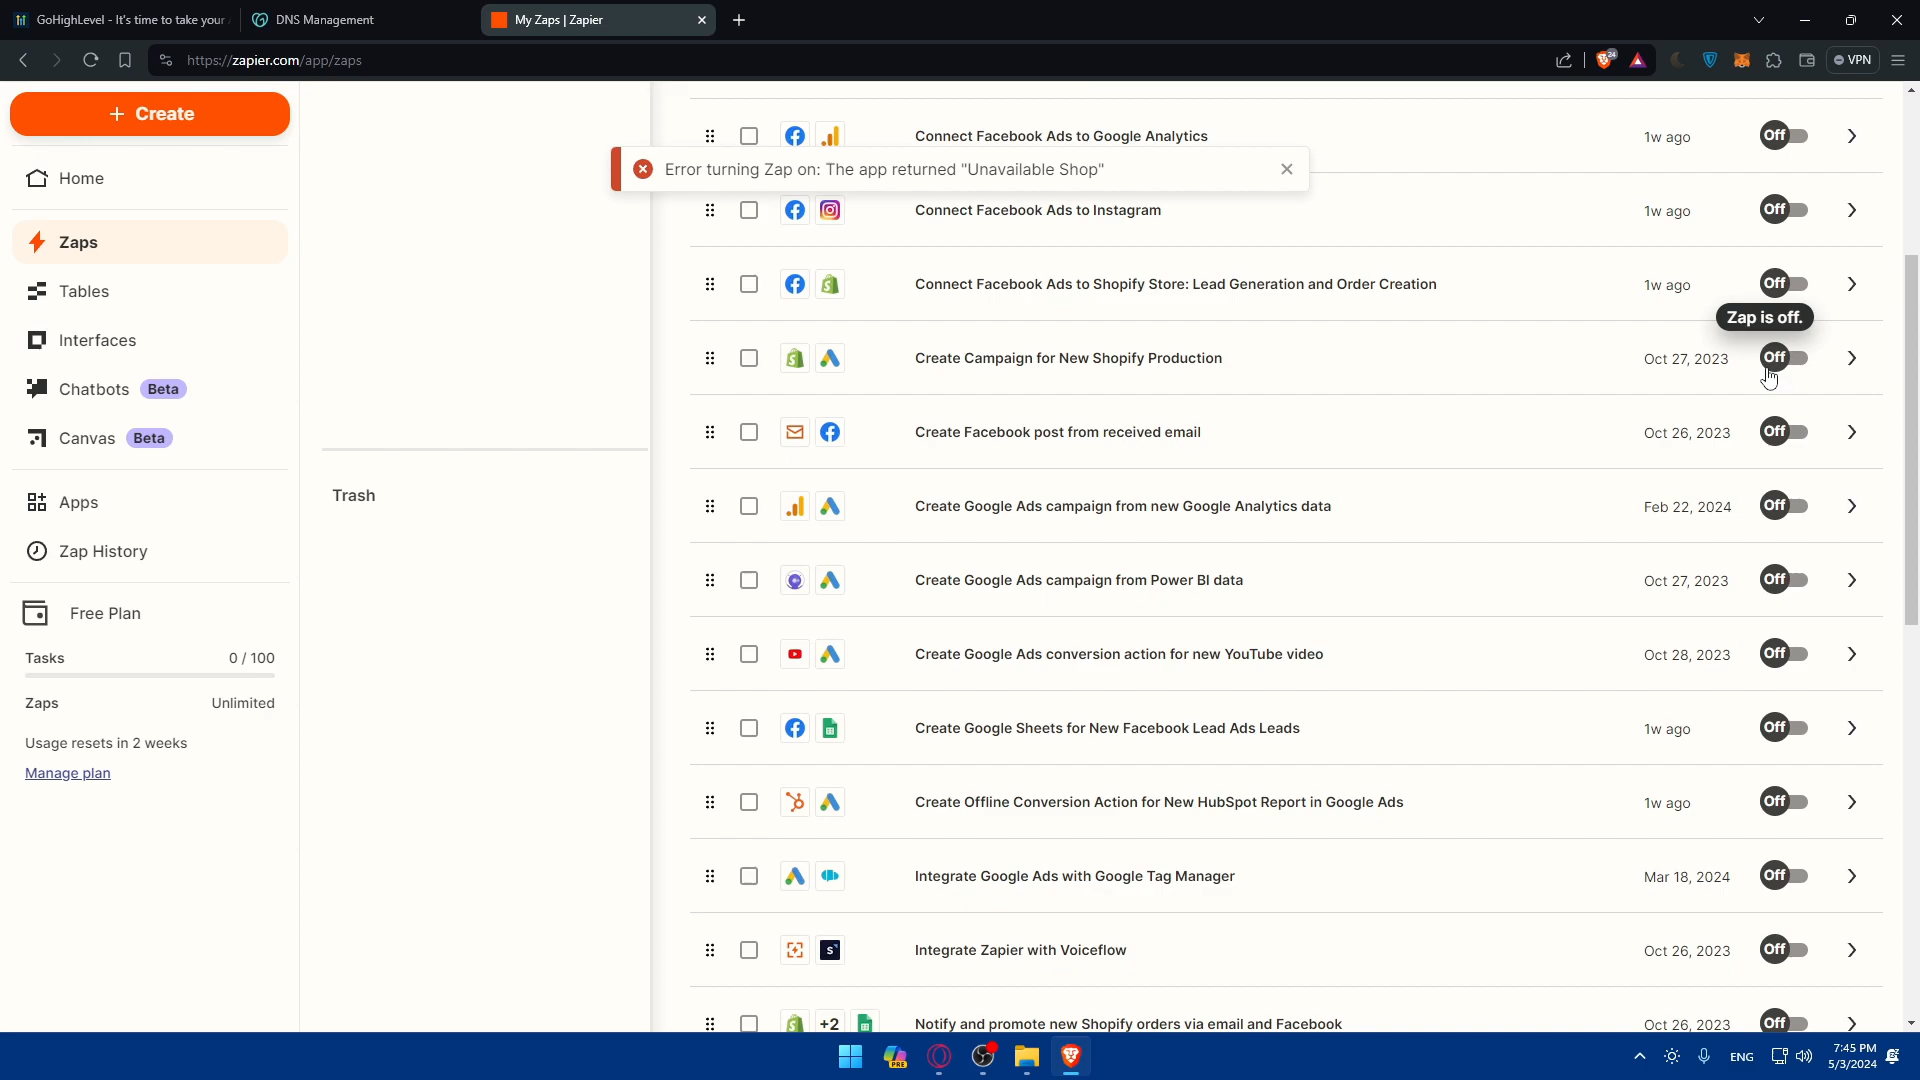 GoHighLevel - It's time to take your
DNS Management
My Zaps | Zapier
https://zapier.com/app/zaps
24
VPN
Create
Home
Zaps
Tables
Interfaces
Chatbots Beta
Canvas Beta
Apps
Zap History
Free Plan
Tasks 0 / 100
Zaps Unlimited
Usage resets in 2 weeks
Manage plan
Trash
Error turning Zap on: The app returned "Unavailable Shop"
Connect Facebook Ads to Google Analytics 1w ago Off
Connect Facebook Ads to Instagram 1w ago Off
Connect Facebook Ads to Shopify Store: Lead Generation and Order Creation 1w ago Off
Zap is off.
Create Campaign for New Shopify Production Oct 27, 2023 Off
Create Facebook post from received email Oct 26, 2023 Off
Create Google Ads campaign from new Google Analytics data Feb 22, 2024 Off
Create Google Ads campaign from Power BI data Oct 27, 2023 Off
Create Google Ads conversion action for new YouTube video Oct 28, 2023 Off
Create Google Sheets for New Facebook Lead Ads Leads 1w ago Off
Create Offline Conversion Action for New HubSpot Report in Google Ads 1w ago Off
Integrate Google Ads with Google Tag Manager Mar 18, 2024 Off
S Integrate Zapier with Voiceflow Oct 26, 2023 Off
+2 Notify and promote new Shopify orders via email and Facebook Oct 26, 2023 Off
PRE
ENG
7:45 PM
5/3/2024